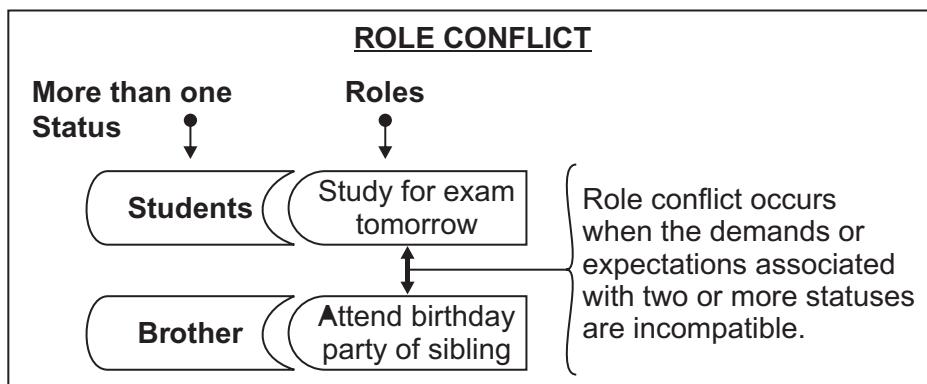 ROLE CONFLICT
More than one
Status
Roles
Students
Study for exam
tomorrow
Brother
Attend birthday
party of sibling
Role conflict occurs
when the demands or
expectations associated
with two or more statuses
are incompatible.